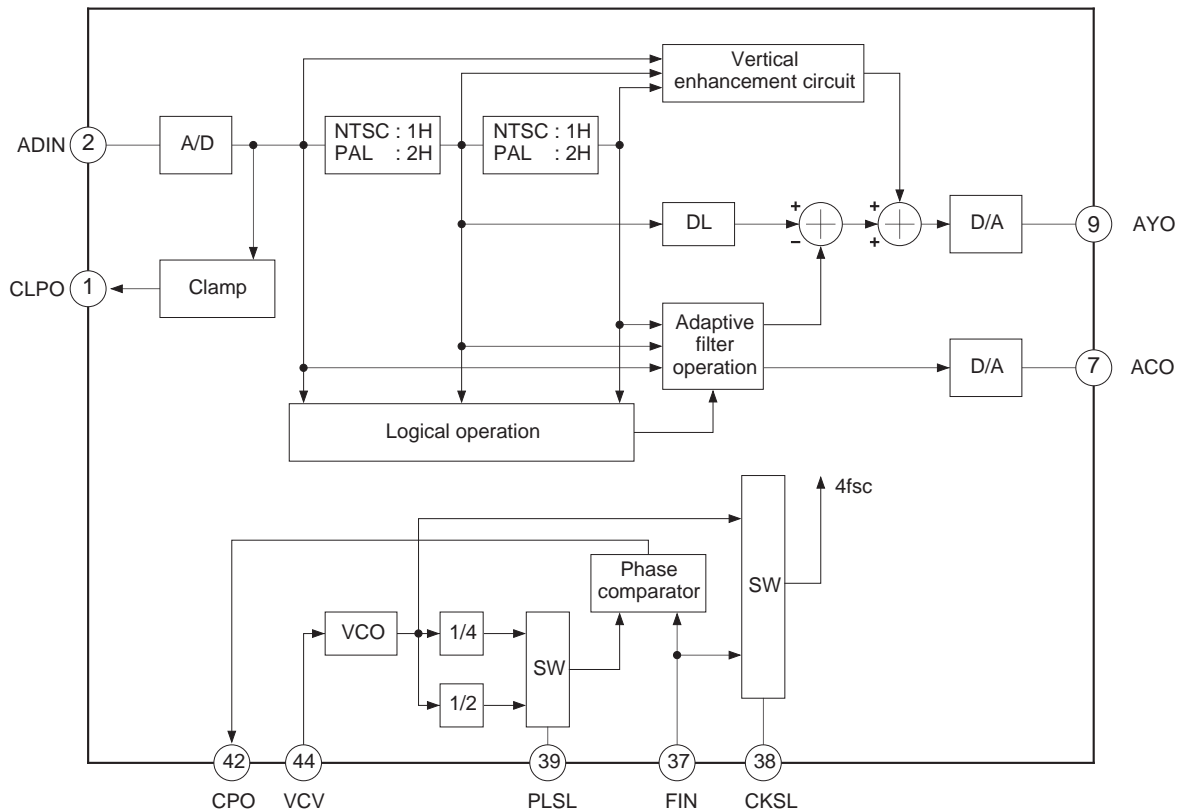 Vertical
enhancement circuit
ADIN
2
A/D
NTSC : 1H
PAL : 2H
NTSC : 1H
PAL : 2H
DL
+
−
+
+
D/A
9
AYO
CLPO
1
Clamp
Adaptive
filter
operation
D/A
7
ACO
Logical operation
4fsc
Phase
comparator
SW
VCO
1/4
SW
1/2
42
44
39
37
38
CPO
VCV
PLSL
FIN
CKSL